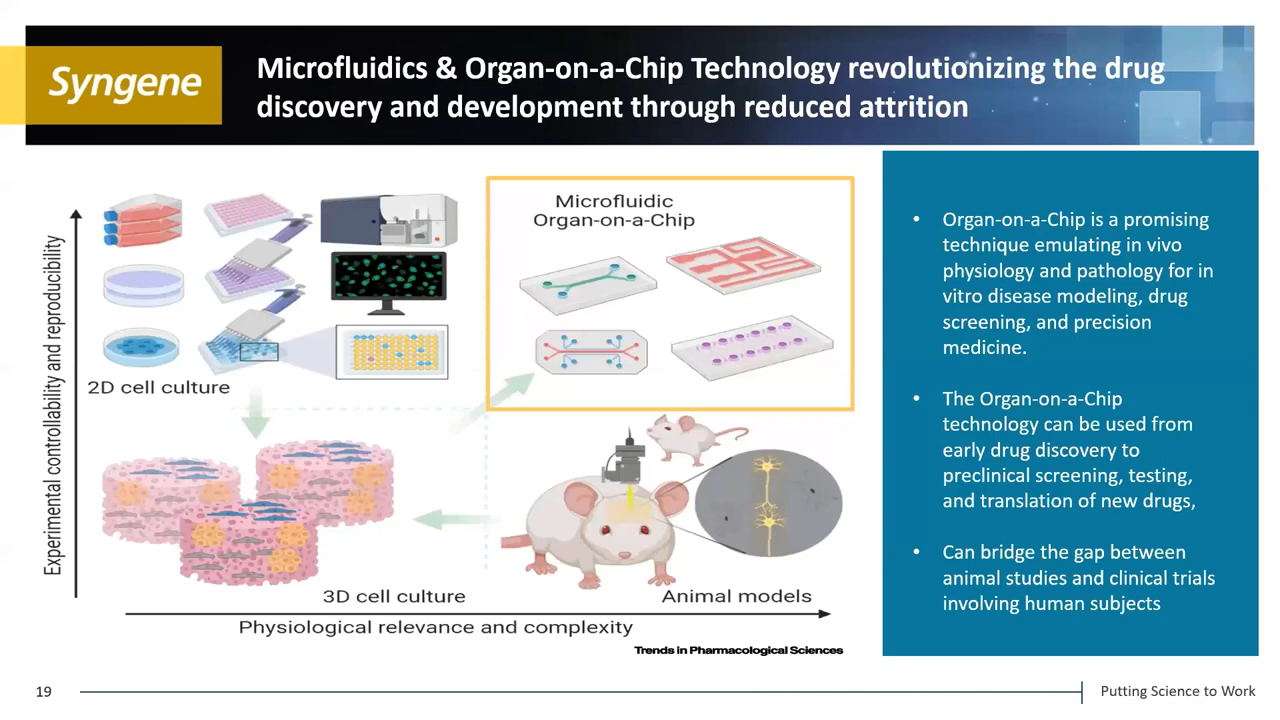 Syngene
Microfluidics & Organ-on-a-Chip Technology revolutionizing the drug
discovery and development through reduced attrition
Experimental controllability and reproducibility
2D cell culture
Microfluidic
Organ-on-a-Chip
3D cell culture
Animal models
Physiological relevance and complexity
Trends in Pharmacological Sciences
• Organ-on-a-Chip is a promising
technique emulating in vivo
physiology and pathology for in
vitro disease modeling, drug
screening, and precision
medicine.
• The Organ-on-a-Chip
technology can be used from
early drug discovery to
preclinical screening, testing,
and translation of new drugs,
• Can bridge the gap between
animal studies and clinical trials
involving human subjects
19
Putting Science to Work